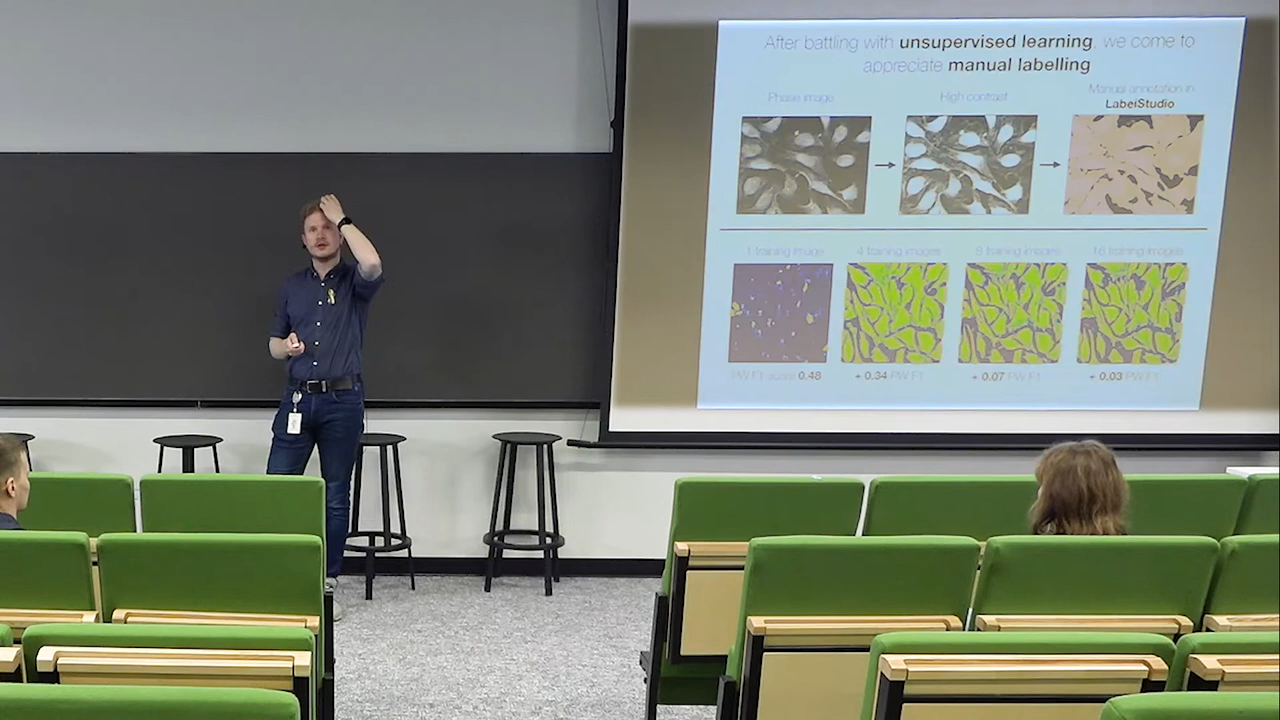 After battling with unsupervised learning, we come to
appreciate manual labelling
Phase image
High contrast
Manual annotation in
LabelStudio
1 training image
4 training images
8 training images
16 training images
PW F1 score 0.48
+ 0.34 PW F1
+ 0.07 PW F1
+ 0.03 PW F1